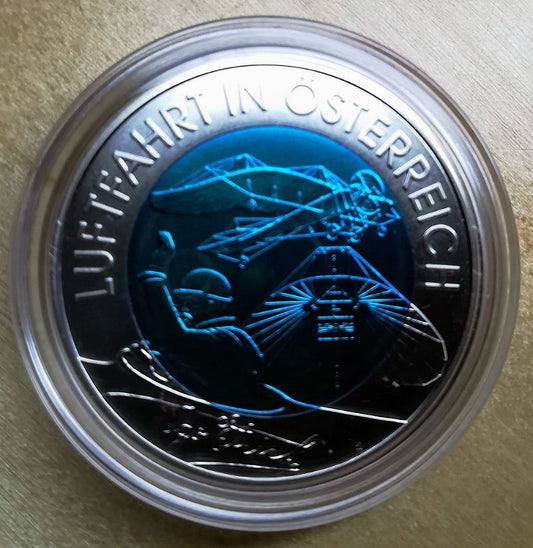 LUFTFAHRT IN ÖSTERREICH